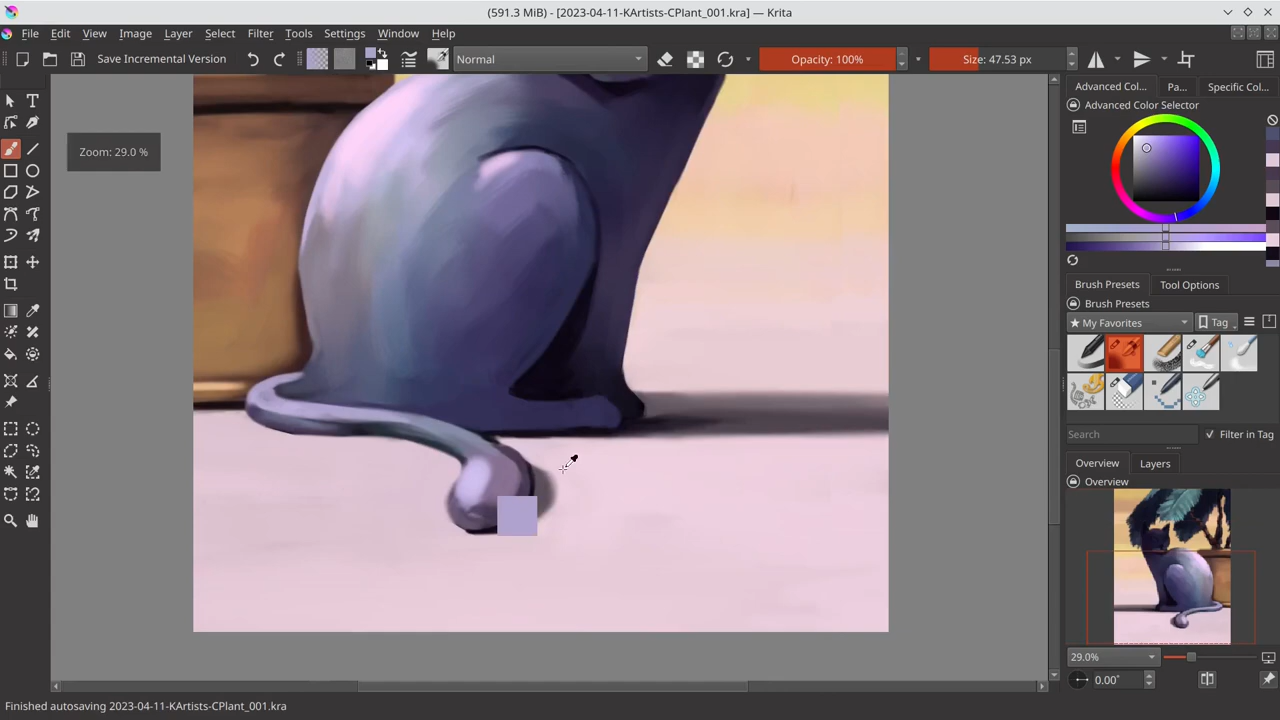 (591.3 MiB) - [2023-04-11-KArtists-CPlant_001.kra] — Krita
File Edit View Image Layer Select Filter Tools Settings Window Help
Save Incremental Version Normal Opacity: 100% Size: 47.53 px
Advanced Col... Pa... Specific Col...
Advanced Color Selector
Zoom: 29.0 %
Brush Presets Tool Options
Brush Presets
★ My Favorites Tag
Search Filter in Tag
Overview Layers
Overview
29.0%
0.00°
Finished autosaving 2023-04-11-KArtists-CPlant_001.kra